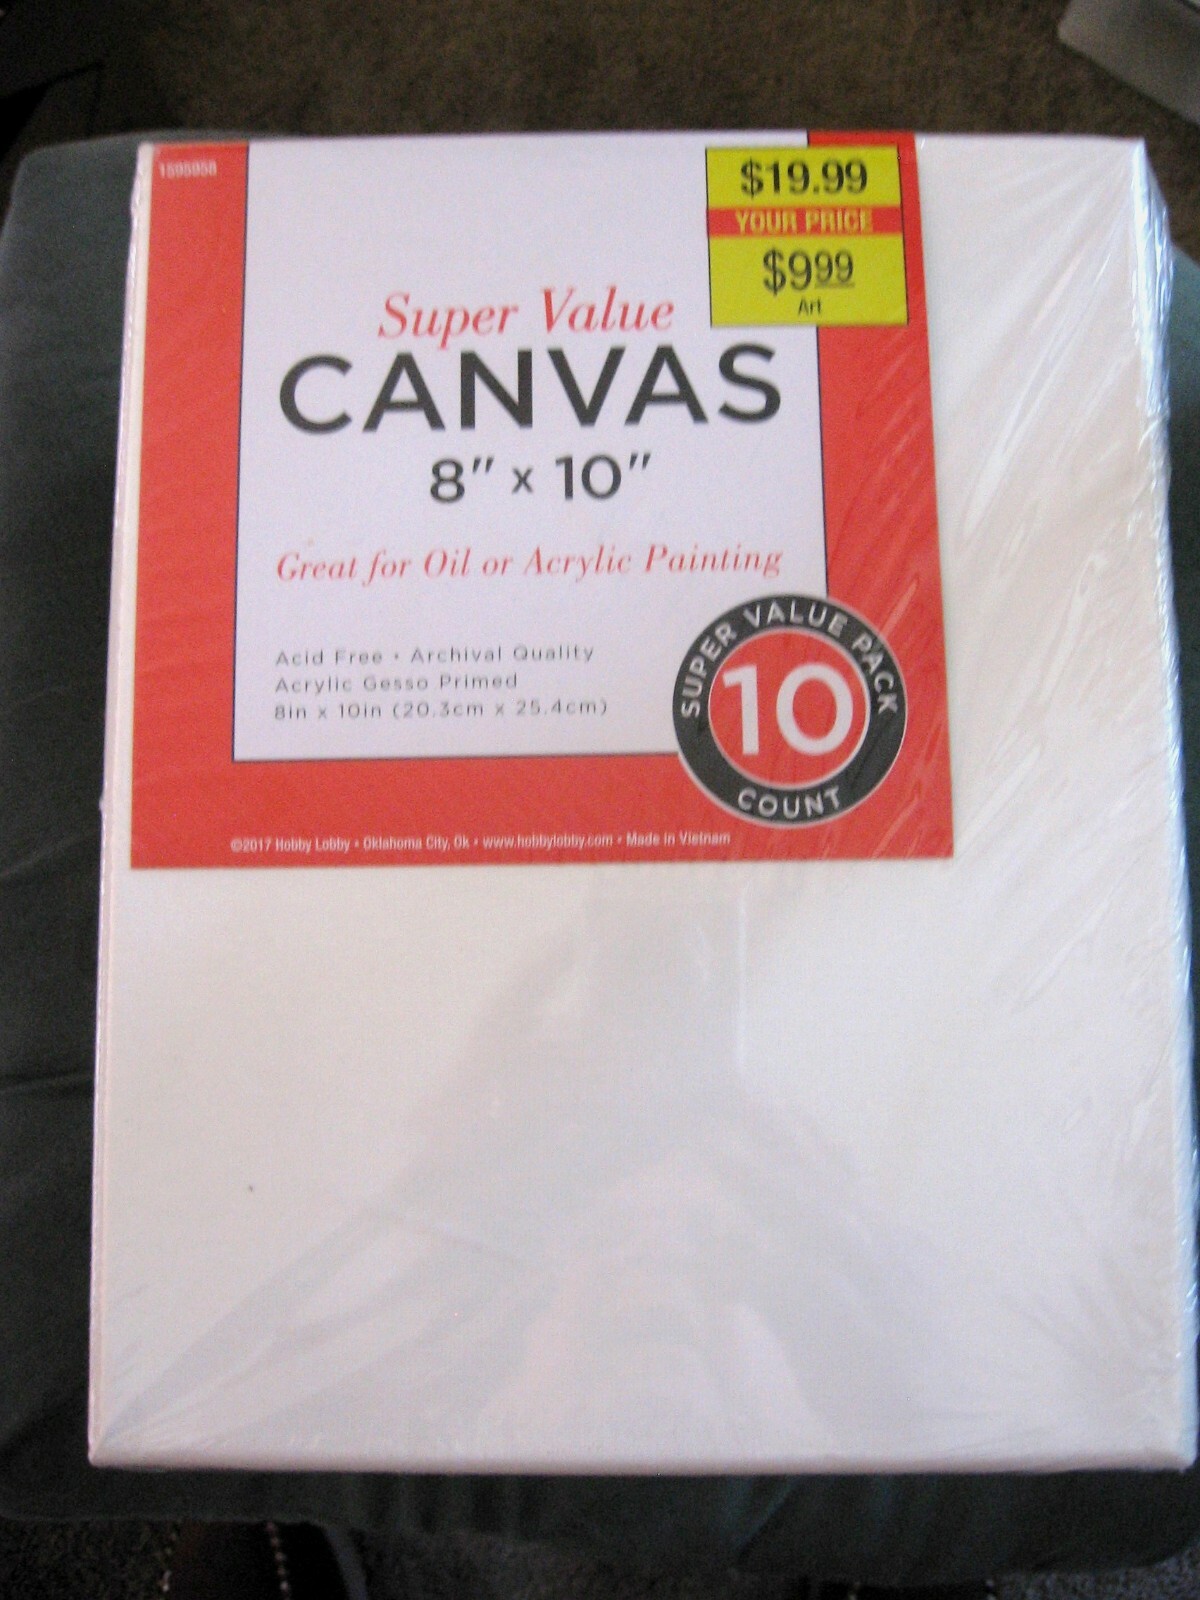 1595958
$19.99
YOUR PRICE
$9.99
Art
Super Value
CANVAS
8" x 10"
Great for Oil or Acrylic Painting
Acid Free • Archival Quality
Acrylic Gesso Primed
8in x 10in (20.3cm x 25.4cm)
SUPER VALUE PACK
10
COUNT
©2017 Hobby Lobby • Oklahoma City, Ok • www.hobbylobby.com • Made in Vietnam